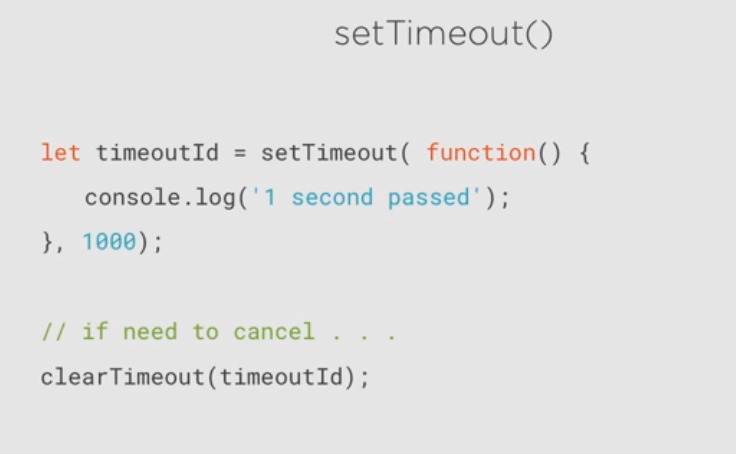 setTimeout()
let timeoutId = setTimeout( function() {
console.log('1 second passed');
}, 1000);
// if need to cancel . . .
clearTimeout(timeoutId);